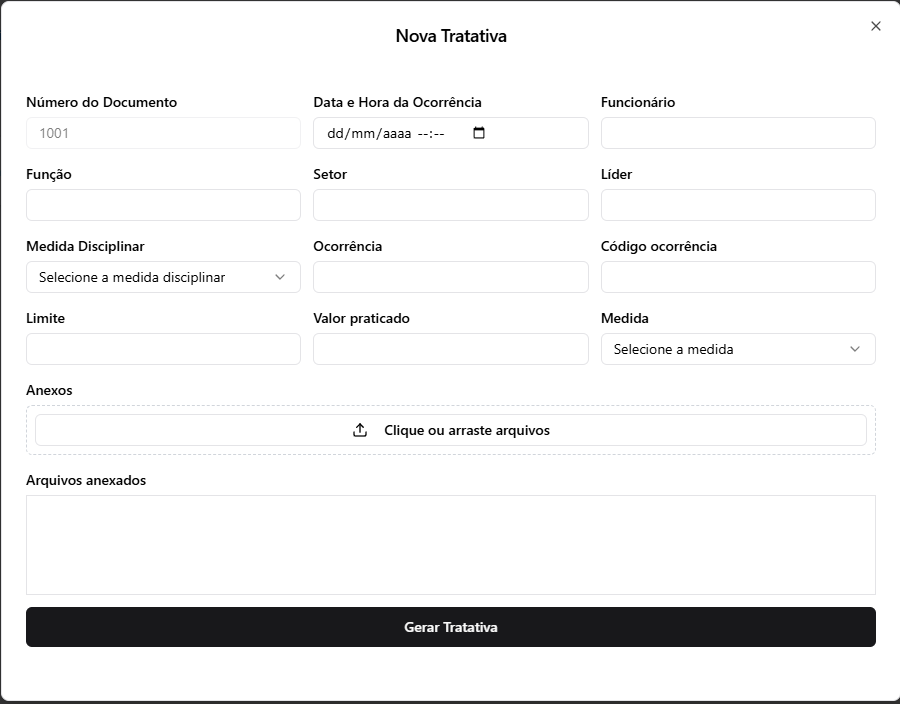 Nova Tratativa
Número do Documento
Data e Hora da Ocorrência
Funcionário
1001
dd/mm/aaaa --:--
Função
Setor
Líder
Medida Disciplinar
Ocorrência
Código ocorrência
Selecione a medida disciplinar
Limite
Valor praticado
Medida
Selecione a medida
Anexos
Clique ou arraste arquivos
Arquivos anexados
Gerar Tratativa